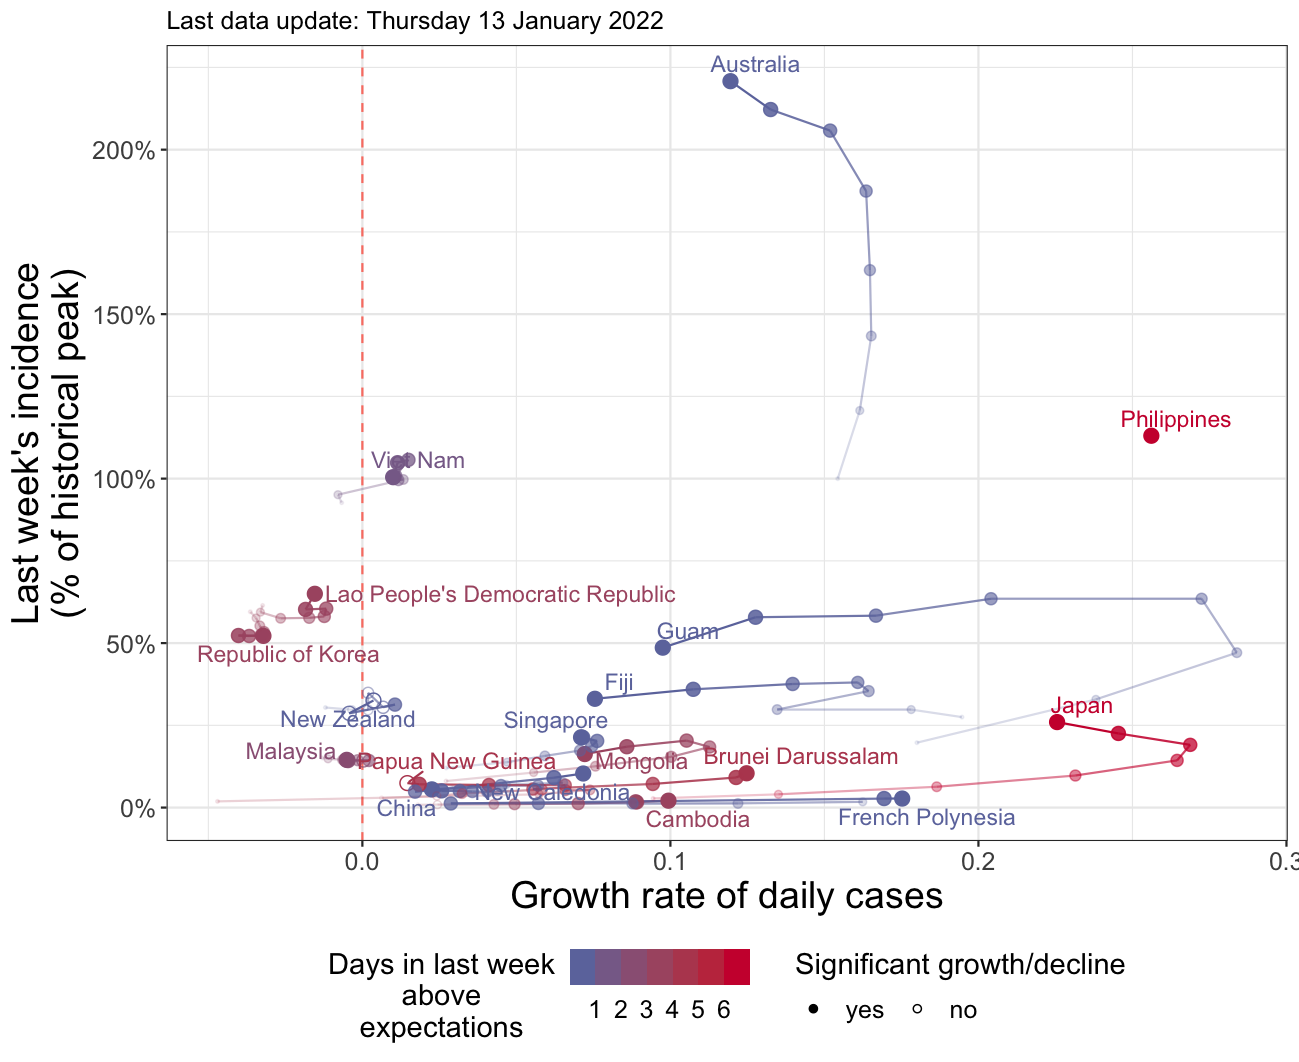 Last data update: Thursday 13 January 2022
Last week's incidence
(% of historical peak)
200%
150%
100%
50%
0%
Australia
Philippines
Viet Nam
Lao People's Democratic Republic
Republic of Korea
Guam
Fiji
New Zealand
Singapore
Japan
Malaysia
Papua New Guinea
Mongolia
Brunei Darussalam
New Caledonia
China
Cambodia
French Polynesia
0.0
0.1
0.2
0.3
Growth rate of daily cases
Days in last week
above
expectations
1 2 3 4 5 6
Significant growth/decline
yes
no